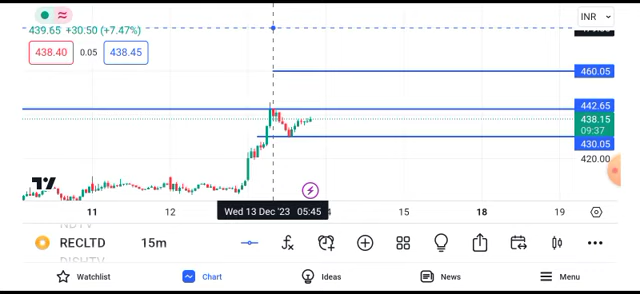 INR
439.65 +30.50 (+7.47%)
438.40 0.05 438.45
460.05
442.65
438.15
09:37
430.05
420.00
11 12 Wed 13 Dec '23 05:45 15 18 19
RECLTD 15m
Watchlist Chart Ideas News Menu